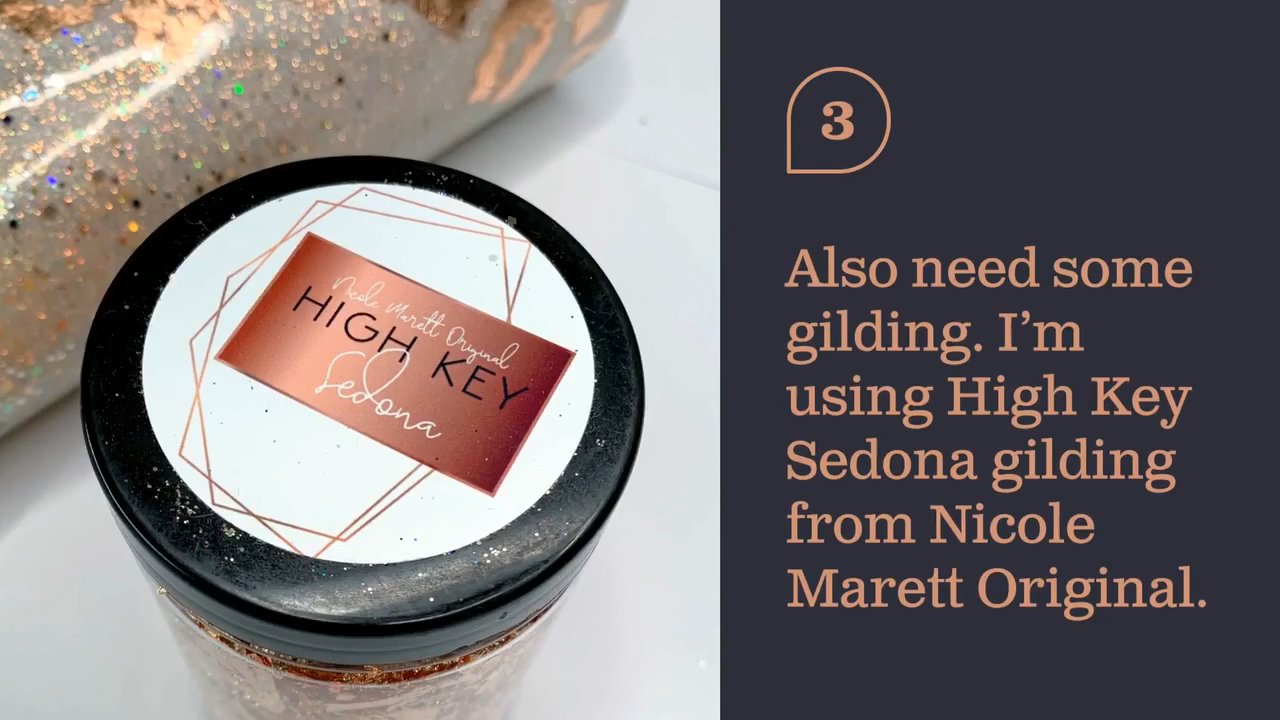 Nicole Marett Original
HIGH KEY
Sedona
3
Also need some
gilding. I’m
using High Key
Sedona gilding
from Nicole
Marett Original.